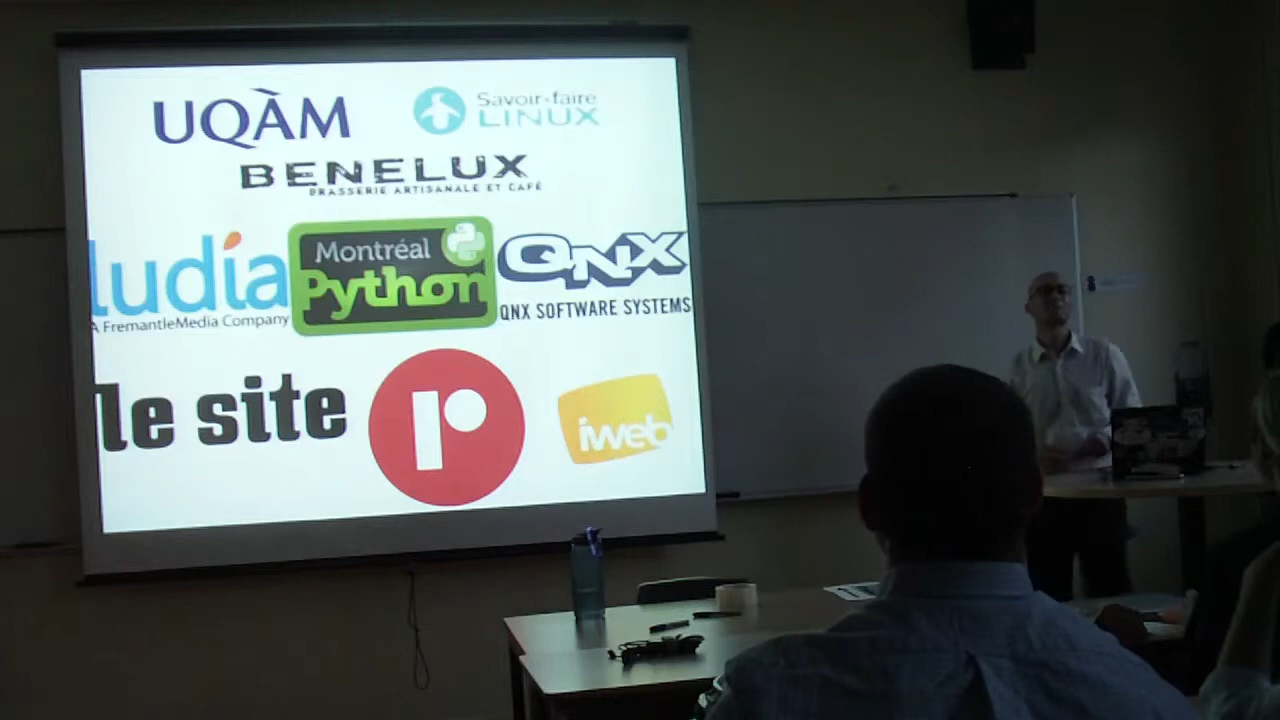 UQÀM
Savoir-faire
LINUX
BENELUX
BRASSERIE ARTISANALE ET CAFÉ
ludia
A FremantleMedia Company
Montréal
Python
QNX
QNX SOFTWARE SYSTEMS
le site
r
iweb